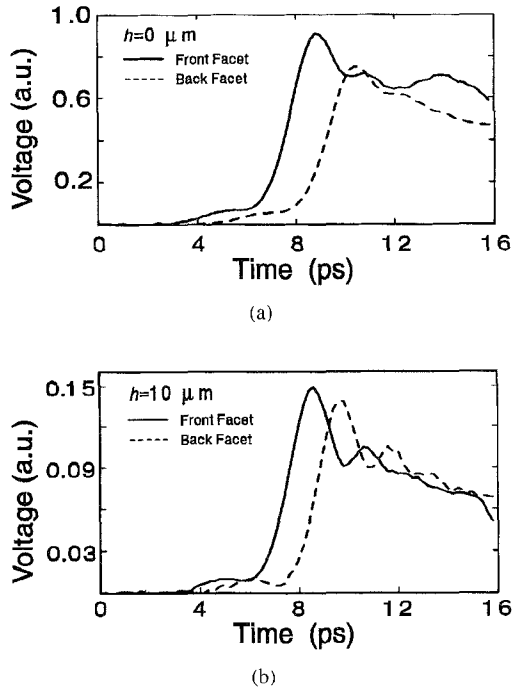 1.0
h=0 μm
Front Facet
Back Facet
Voltage (a.u.)
0.6
0.2
0 4 8 12 16
Time (ps)
(a)
0.15
h=10 μm
Front Facet
Back Facet
Voltage (a.u.)
0.09
0.03
0 4 8 12 16
Time (ps)
(b)